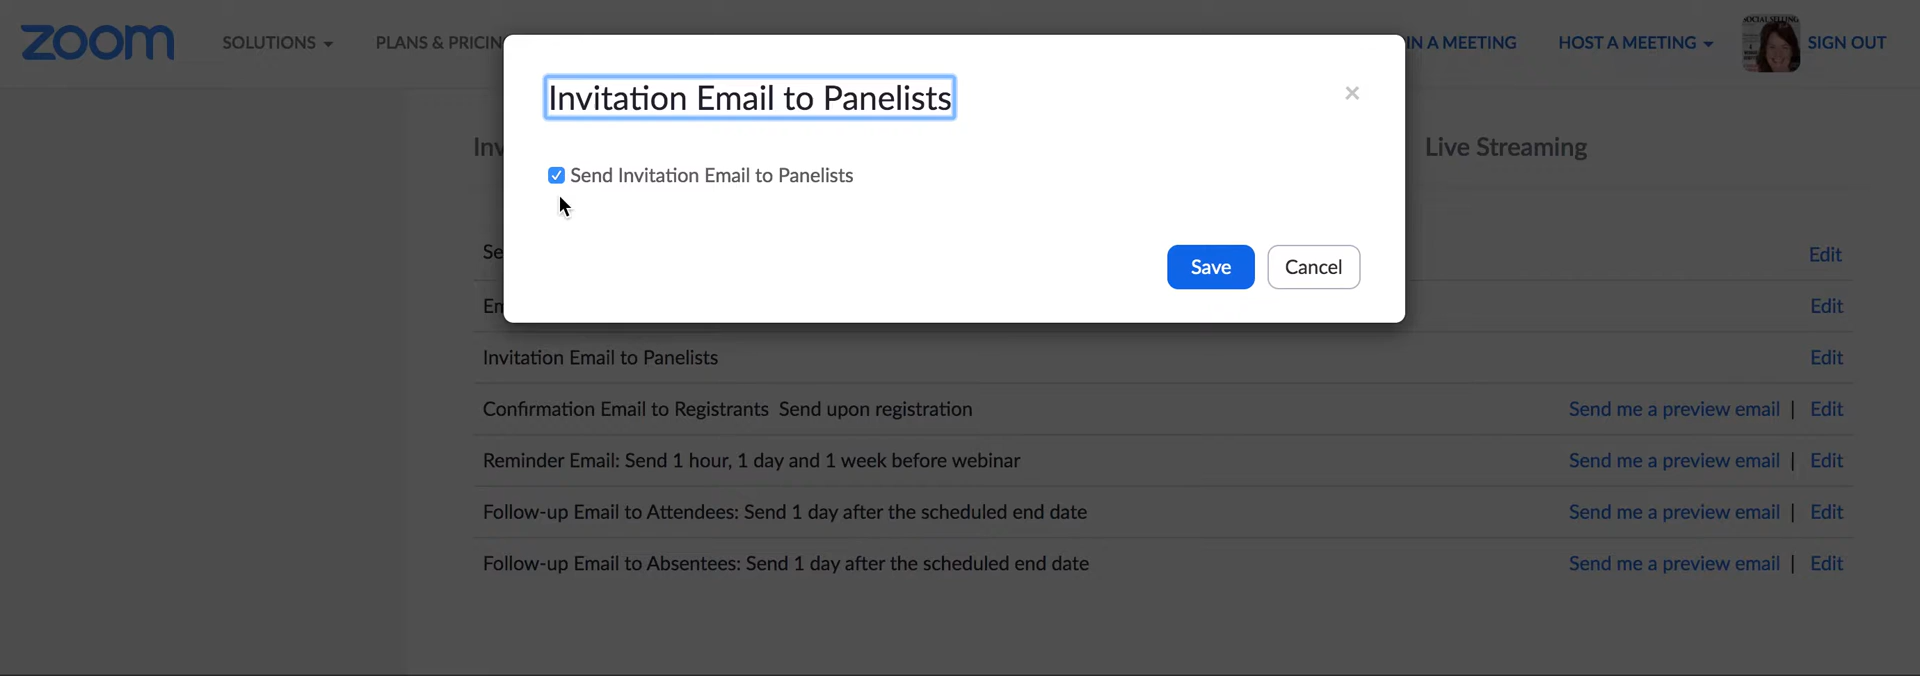 zoom SOLUTIONS PLANS & PRICIN IN A MEETING HOST A MEETING SOCIAL SELLING SIGN OUT
Invitation Email to Panelists ×
Inv Live Streaming
Send Invitation Email to Panelists
Se Edit
Save Cancel
En Edit
Invitation Email to Panelists Edit
Confirmation Email to Registrants Send upon registration Send me a preview email | Edit
Reminder Email: Send 1 hour, 1 day and 1 week before webinar Send me a preview email | Edit
Follow-up Email to Attendees: Send 1 day after the scheduled end date Send me a preview email | Edit
Follow-up Email to Absentees: Send 1 day after the scheduled end date Send me a preview email | Edit